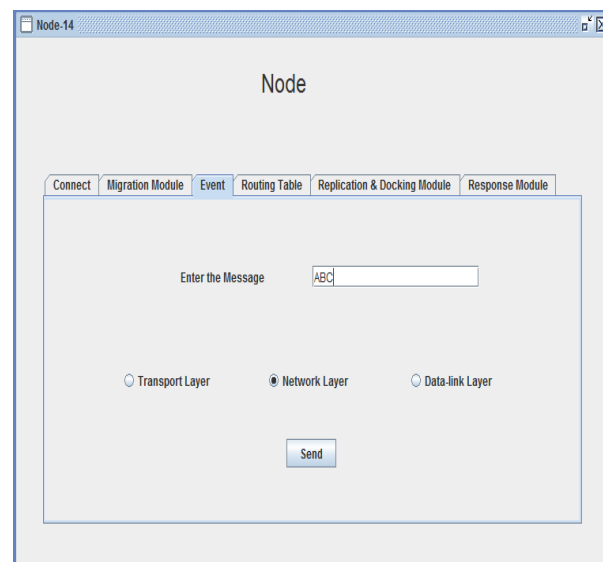 Node-14
Node
Connect Migration Module Event Routing Table Replication & Docking Module Response Module
Enter the Message ABC
Transport Layer Network Layer Data-link Layer
Send